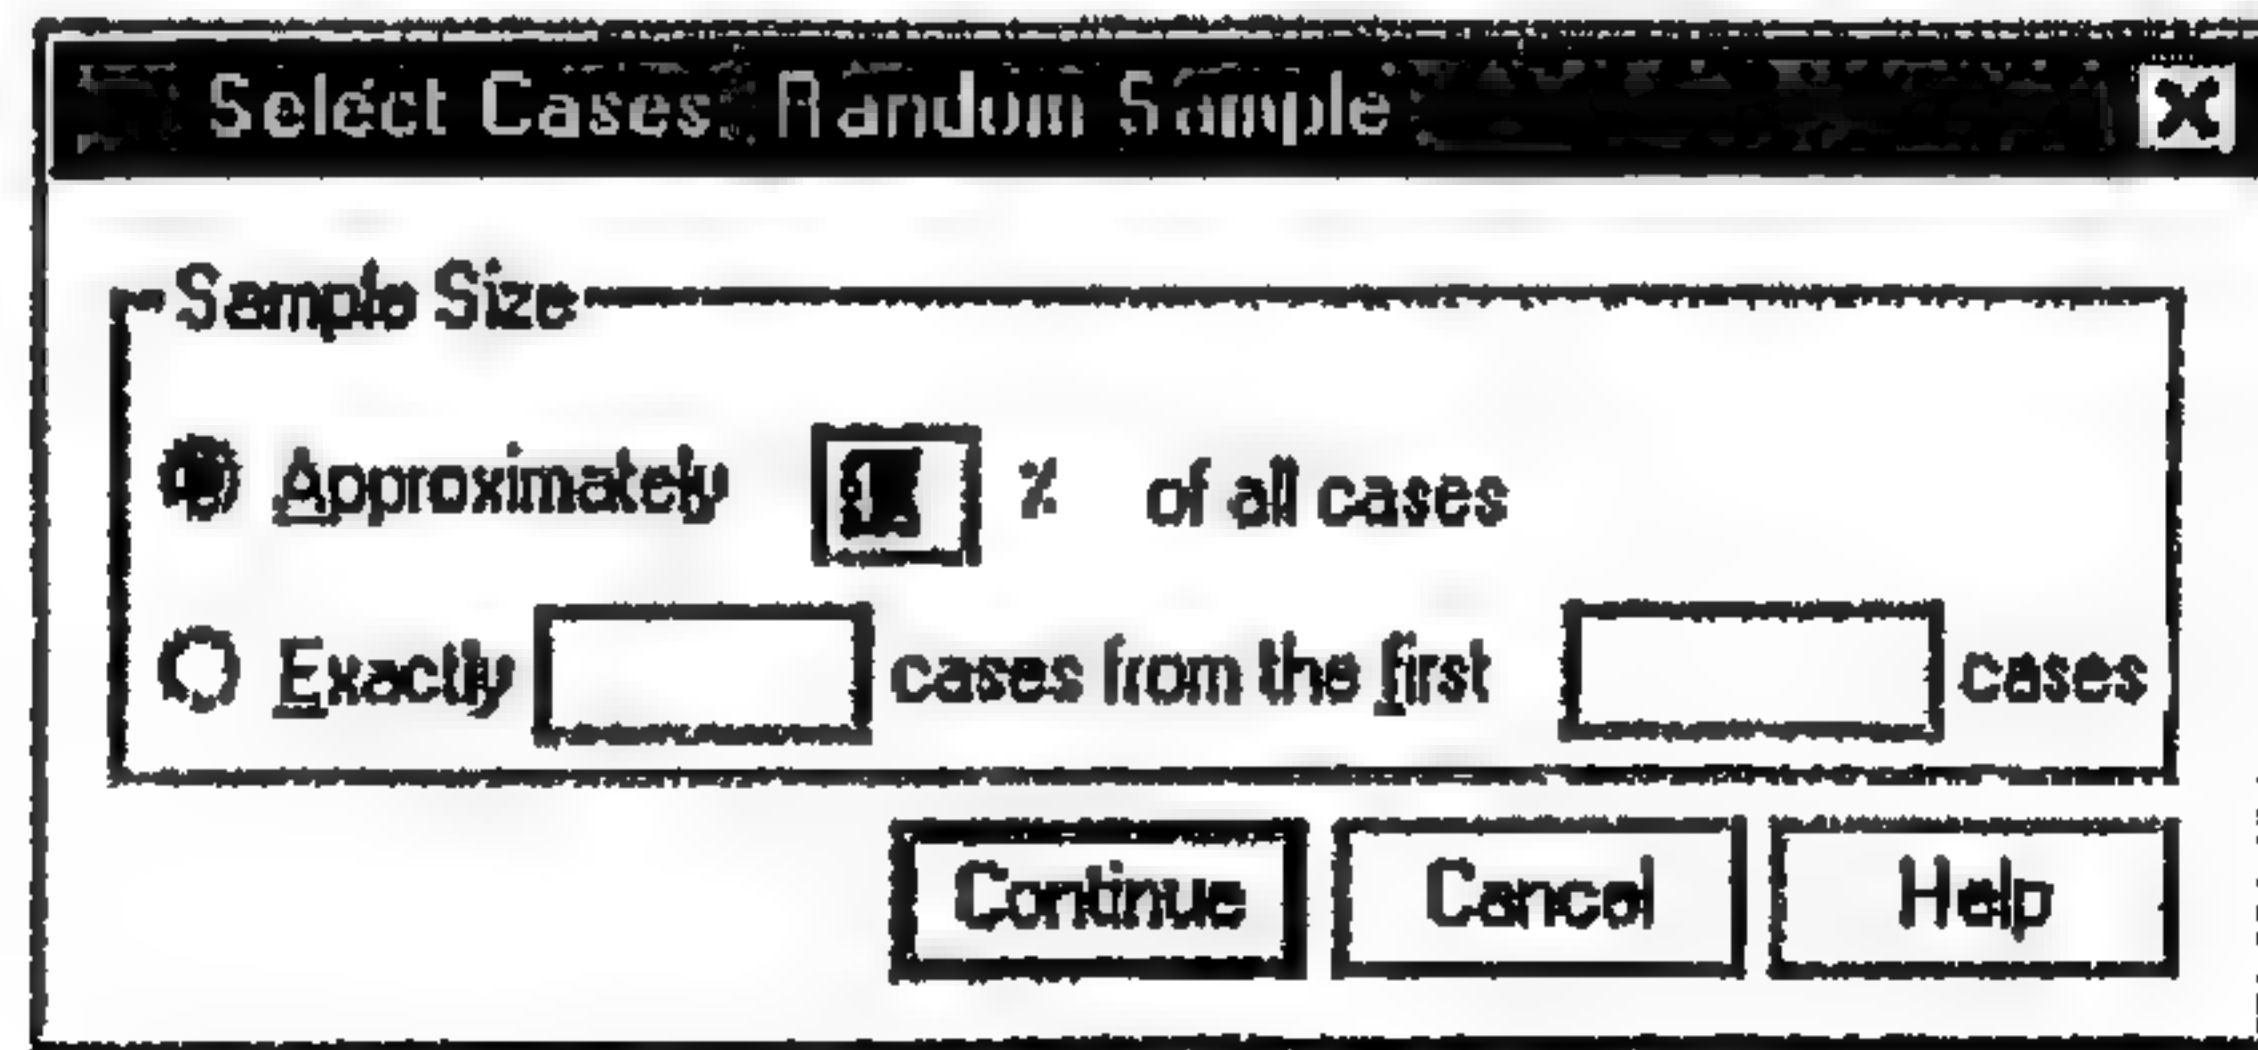 Select Cases: Random Sample
Sample Size
Approximately % of all cases
Exactly cases from the first cases
Continue Cancel Help